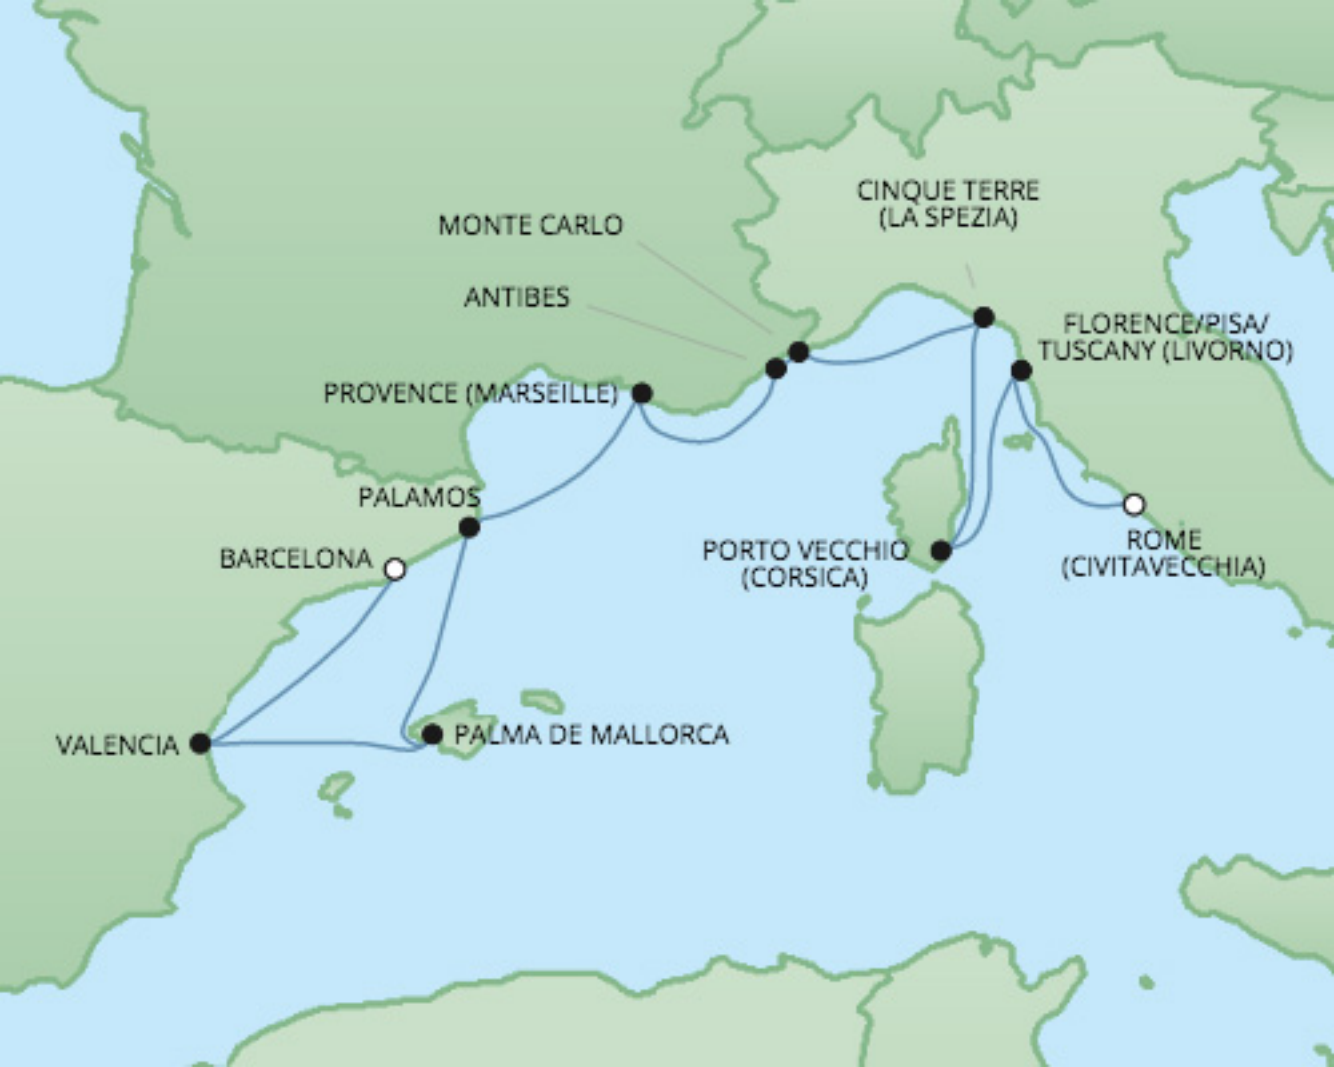 CINQUE TERRE
(LA SPEZIA)
MONTE CARLO
ANTIBES
FLORENCE/PISA/
TUSCANY (LIVORNO)
PROVENCE (MARSEILLE)
PALAMOS
BARCELONA
PORTO VECCHIO
(CORSICA)
ROME
(CIVITAVECCHIA)
VALENCIA
PALMA DE MALLORCA